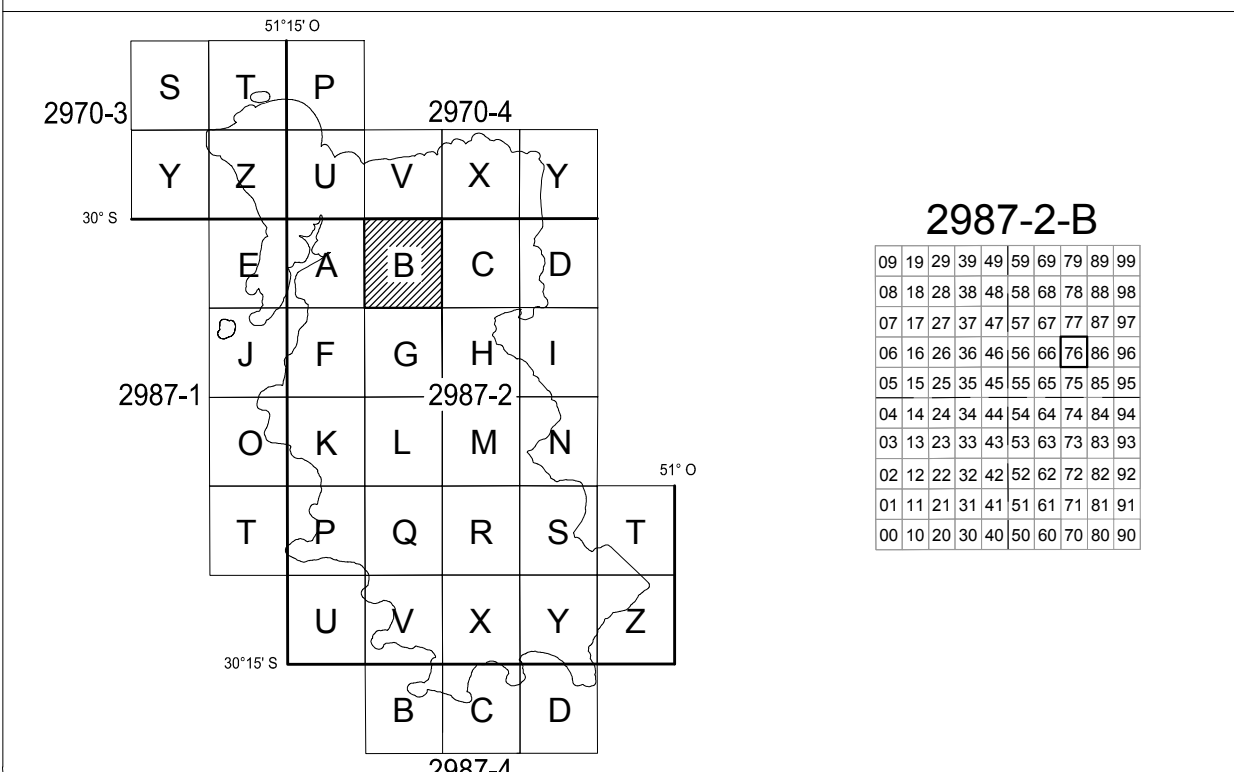 51°15' O
S T P
2970-3
2970-4
Y Z U V X Y
30° S
E A B C D
J F G H I
2987-1
2987-2
O K L M N
51° O
T P Q R S T
U V X Y Z
30°15' S
B C D
2987-4
2987-2-B
09 19 29 39 49 59 69 79 89 99
08 18 28 38 48 58 68 78 88 98
07 17 27 37 47 57 67 77 87 97
06 16 26 36 46 56 66 76 86 96
05 15 25 35 45 55 65 75 85 95
04 14 24 34 44 54 64 74 84 94
03 13 23 33 43 53 63 73 83 93
02 12 22 32 42 52 62 72 82 92
01 11 21 31 41 51 61 71 81 91
00 10 20 30 40 50 60 70 80 90